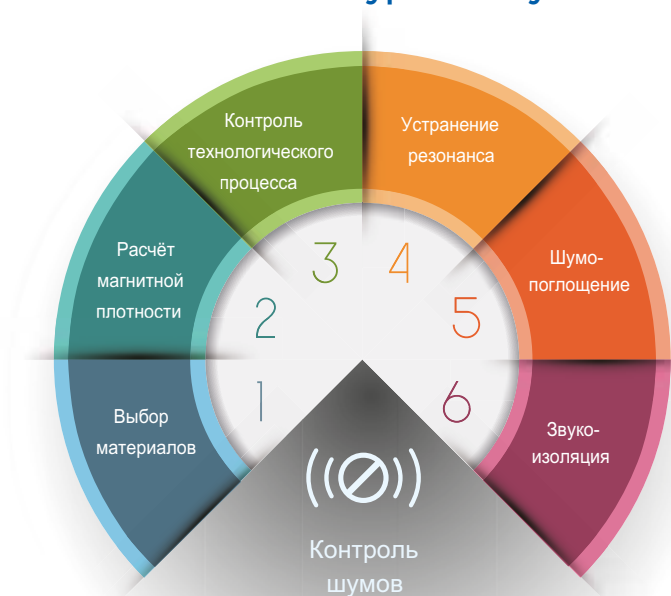 Выбор
материалов
1
Расчёт
магнитной
плотности
2
Контроль
технологического
процесса
3
Устранение
резонанса
4
Шумо-
поглощение
5
Звуко-
изоляция
6
Контроль
шумов